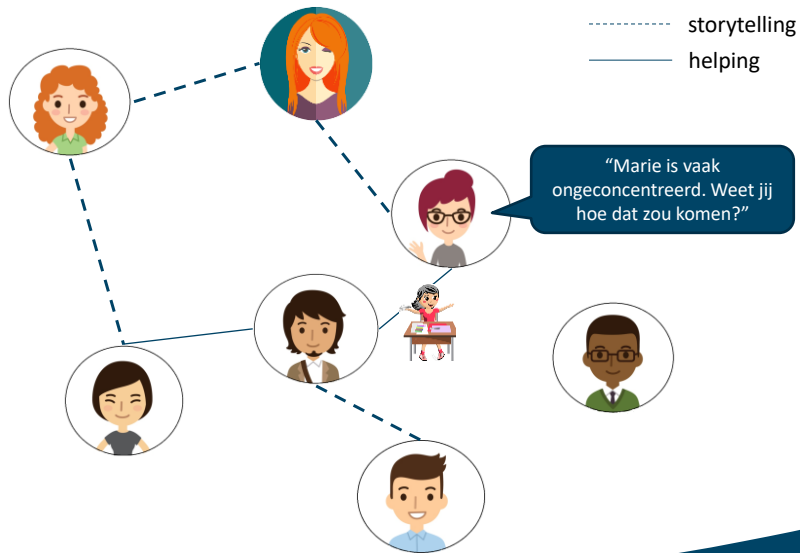 storytelling
helping
“Marie is vaak
ongeconcentreerd. Weet jij
hoe dat zou komen?”